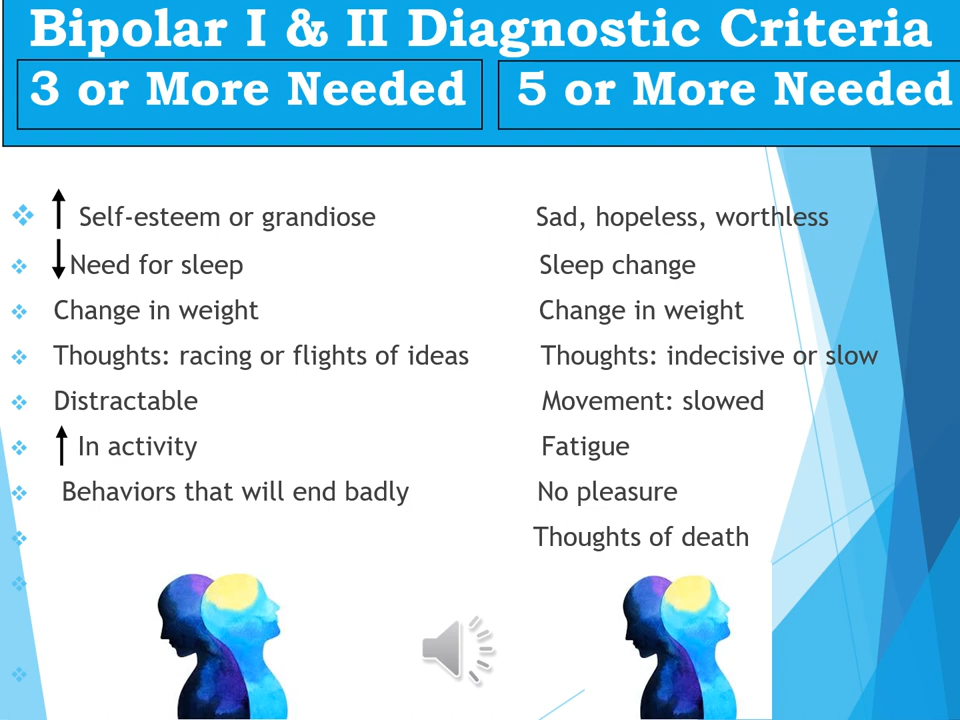 Bipolar I & II Diagnostic Criteria
3 or More Needed
5 or More Needed
Self-esteem or grandiose
Sad, hopeless, worthless
Need for sleep
Sleep change
Change in weight
Change in weight
Thoughts: racing or flights of ideas
Thoughts: indecisive or slow
Distractable
Movement: slowed
In activity
Fatigue
Behaviors that will end badly
No pleasure
Thoughts of death